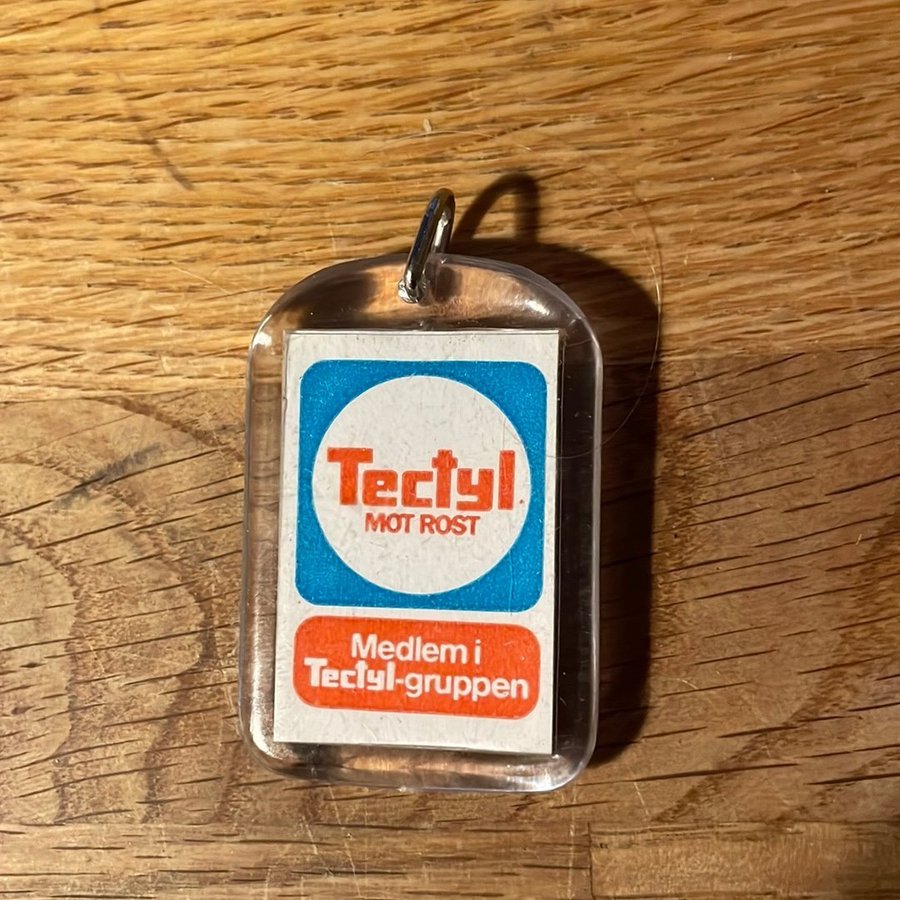 Tectyl
MOT ROST
Medlem i
Tectyl-gruppen